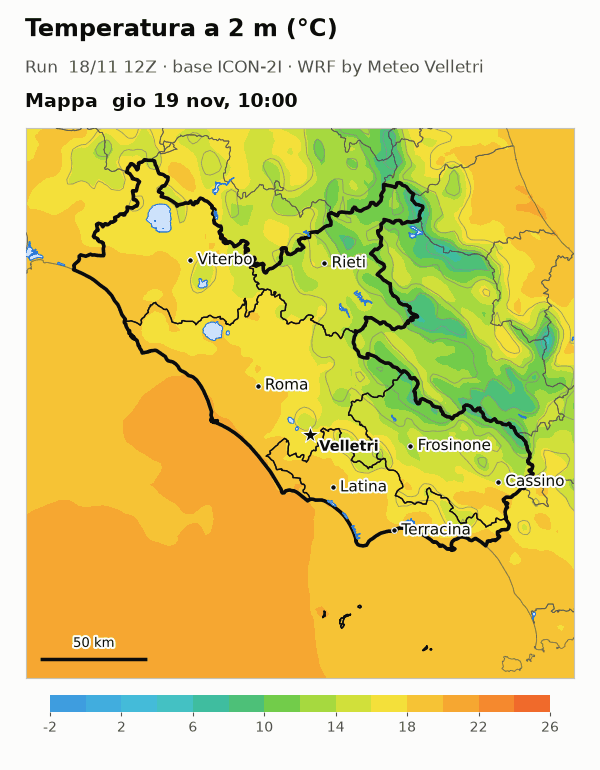 Temperatura a 2 m (°C)
Run  18/11 12Z · base ICON-2I · WRF by Meteo Velletri
Mappa  gio 19 nov, 10:00
Viterbo
Rieti
Roma
Velletri
Frosinone
Cassino
Latina
Terracina
50 km
-2 2 6 10 14 18 22 26